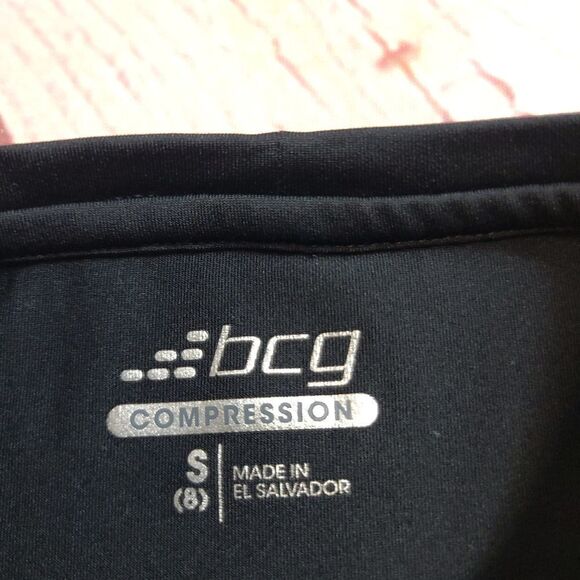 bcg
COMPRESSION
S
(8)
MADE IN
EL SALVADOR